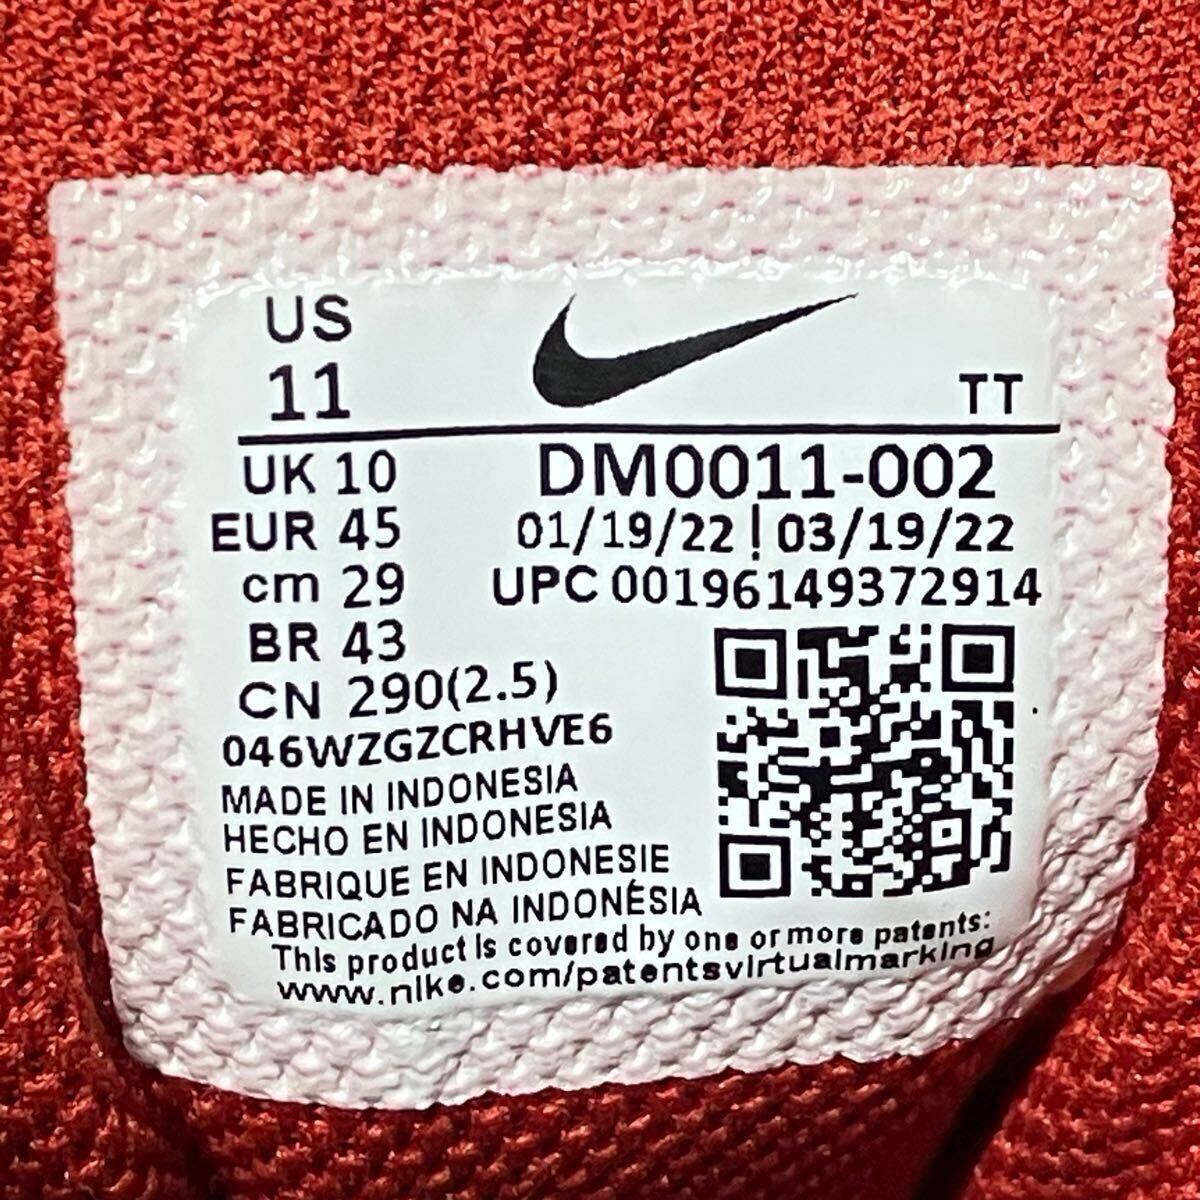 US
11
TT
UK 10
DM0011-002
EUR 45
01/19/22 | 03/19/22
cm 29
UPC 00196149372914
BR 43
CN 290(2.5)
046WZGZCRHVE6
MADE IN INDONESIA
HECHO EN INDONESIA
FABRIQUE EN INDONESIE
FABRICADO NA INDONÉSIA
This product is covered by one or more patents:
www.nike.com/patentsvirtualmarking